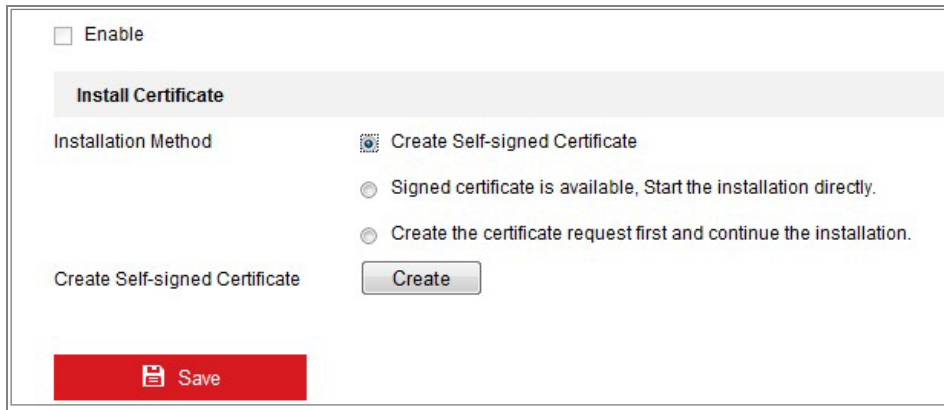 Enable
Install Certificate
Installation Method
Create Self-signed Certificate
Signed certificate is available, Start the installation directly.
Create the certificate request first and continue the installation.
Create Self-signed Certificate
Create
Save